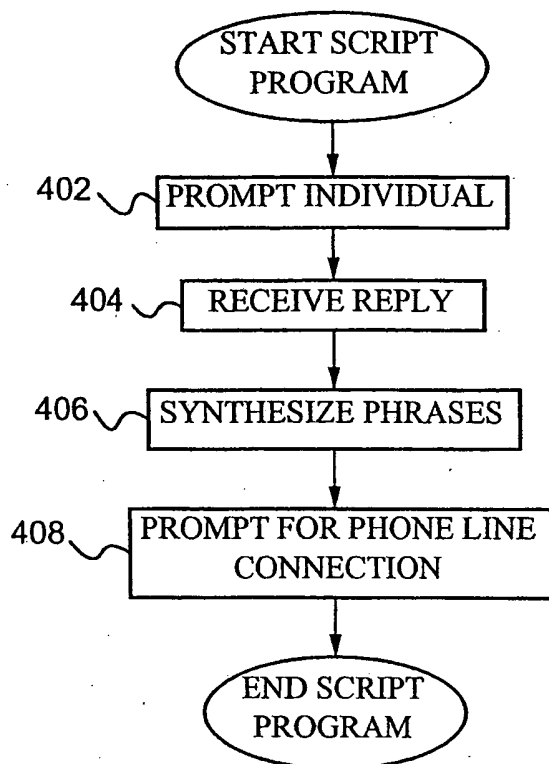 START SCRIPT
PROGRAM
402
PROMPT INDIVIDUAL
404
RECEIVE REPLY
406
SYNTHESIZE PHRASES
408
PROMPT FOR PHONE LINE
CONNECTION
END SCRIPT
PROGRAM